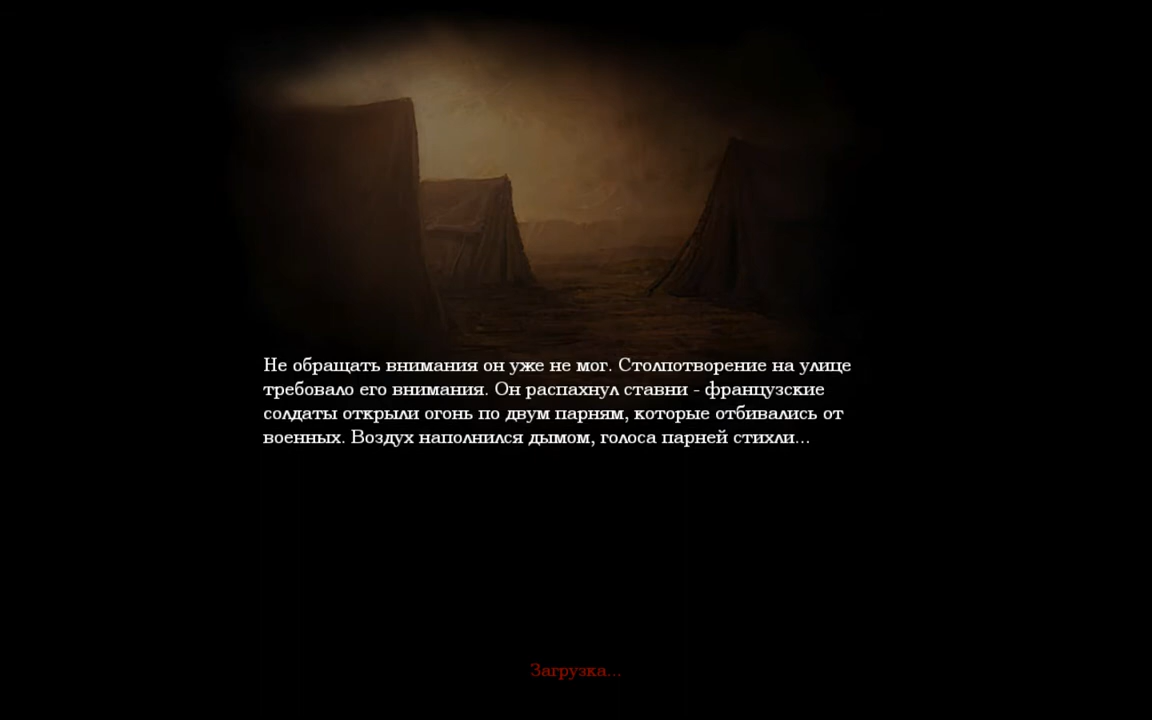 Не обращать внимания он уже не мог. Столпотворение на улице
требовало его внимания. Он распахнул ставни - французские
солдаты открыли огонь по двум парням, которые отбивались от
военных. Воздух наполнился дымом, голоса парней стихли...
Загрузка...